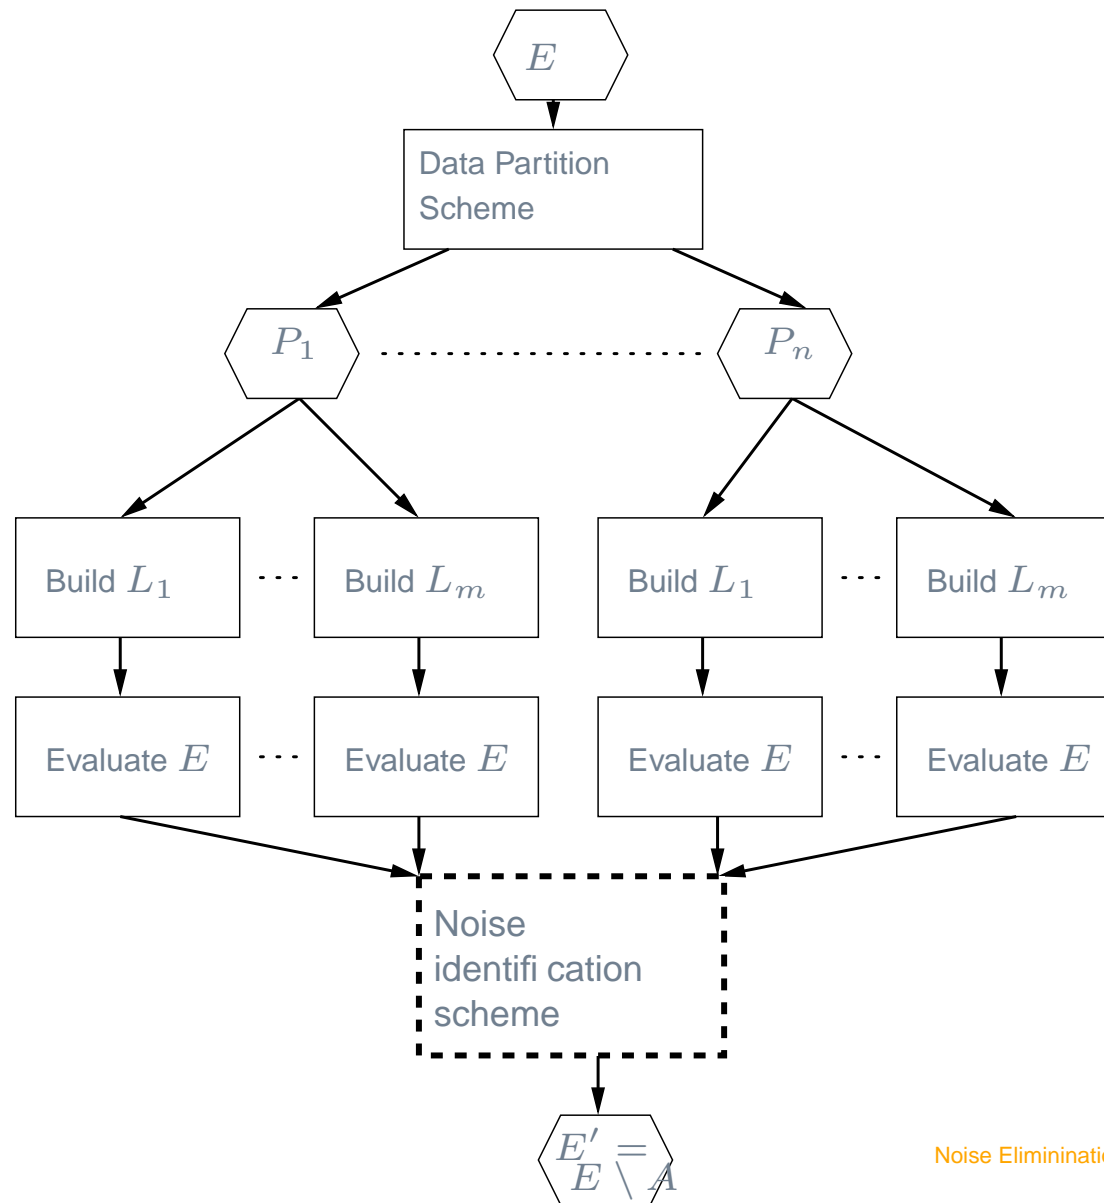 E
Data Partition
Scheme
P₁ Pₙ
Build L₁ Build Lₘ Build L₁ Build Lₘ
Evaluate E Evaluate E Evaluate E Evaluate E
Noise
identifi cation
scheme
E′ =
E \ A
Noise Elimininatio